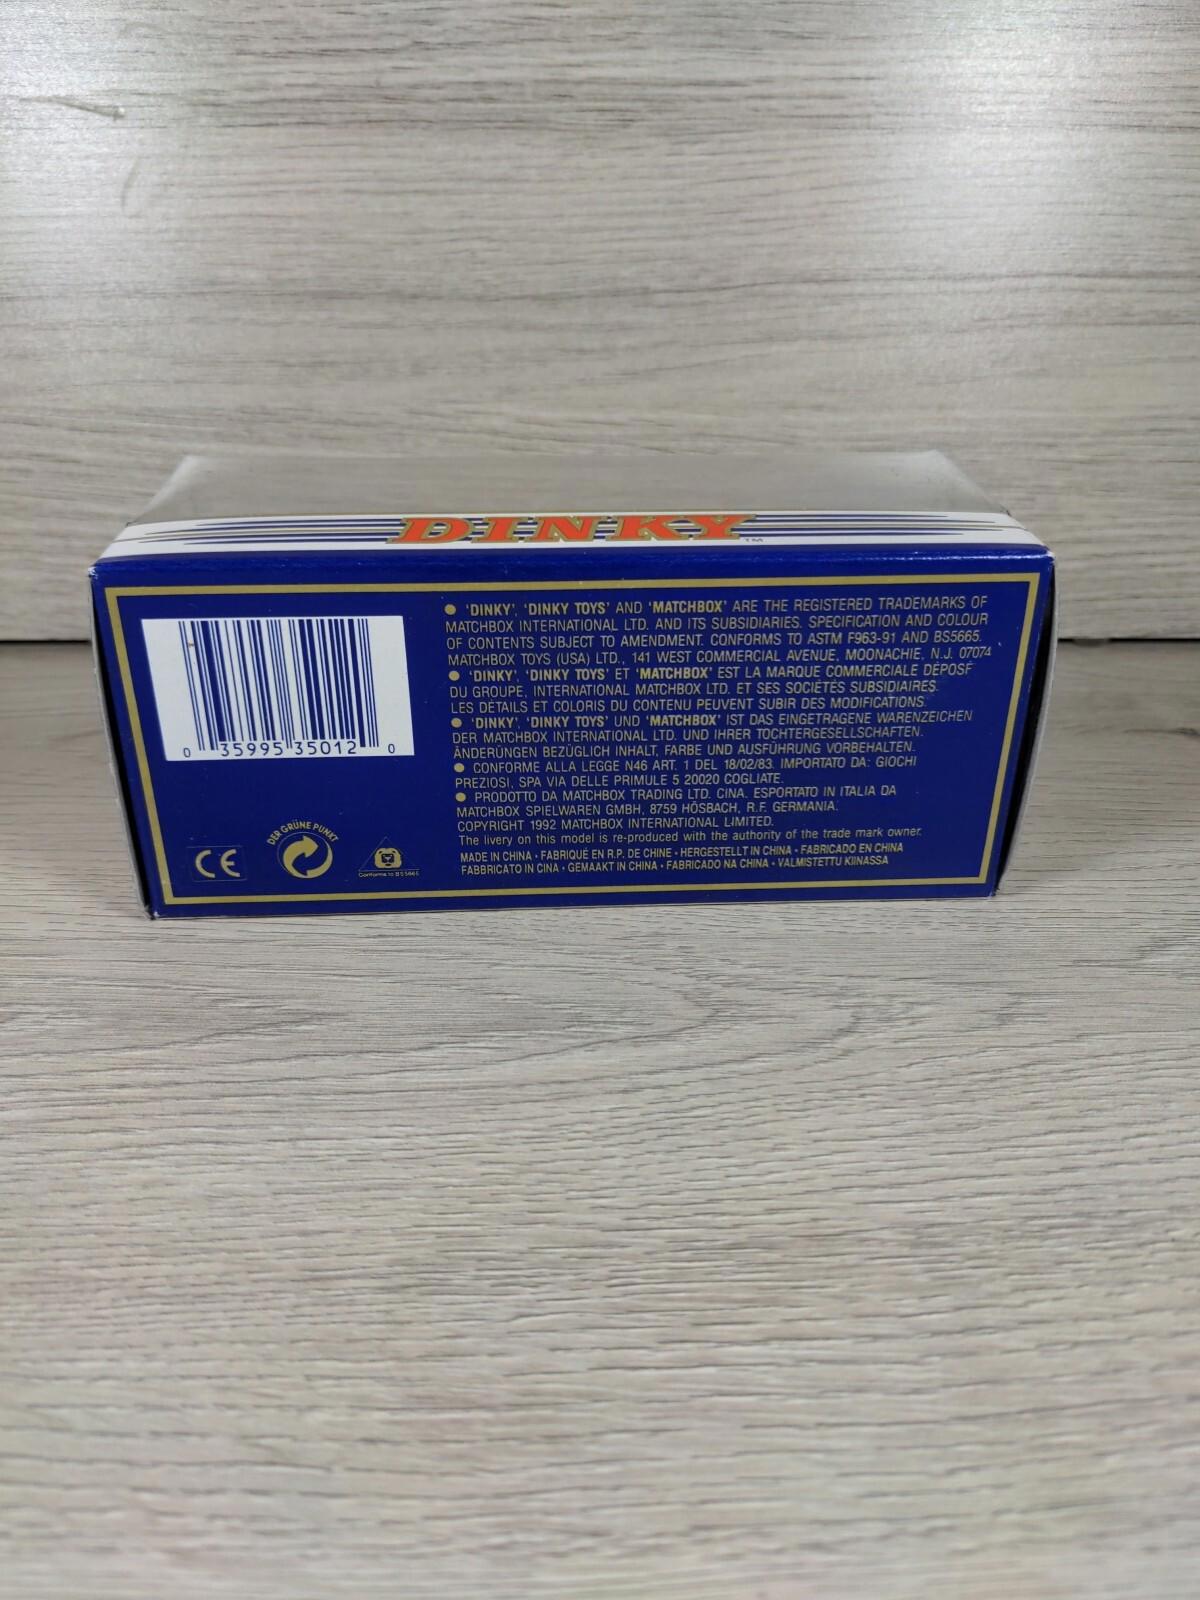 DINKY™
● 'DINKY', 'DINKY TOYS' AND 'MATCHBOX' ARE THE REGISTERED TRADEMARKS OF
MATCHBOX INTERNATIONAL LTD. AND ITS SUBSIDIARIES. SPECIFICATION AND COLOUR
OF CONTENTS SUBJECT TO AMENDMENT. CONFORMS TO ASTM F963-91 AND BS5665.
MATCHBOX TOYS (USA) LTD., 141 WEST COMMERCIAL AVENUE, MOONACHIE, N.J. 07074
● 'DINKY', 'DINKY TOYS' ET 'MATCHBOX' EST LA MARQUE COMMERCIALE DÉPOSÉ
DU GROUPE, INTERNATIONAL MATCHBOX LTD. ET SES SOCIÉTÉS SUBSIDIAIRES.
LES DÉTAILS ET COLORIS DU CONTENU PEUVENT SUBIR DES MODIFICATIONS.
● 'DINKY', 'DINKY TOYS' UND 'MATCHBOX' IST DAS EINGETRAGENE WARENZEICHEN
DER MATCHBOX INTERNATIONAL LTD. UND IHRER TOCHTERGESELLSCHAFTEN.
ÄNDERÜNGEN BEZÜGLICH INHALT, FARBE UND AUSFÜHRUNG VORBEHALTEN.
● CONFORME ALLA LEGGE N46 ART. 1 DEL 18/02/83. IMPORTATO DA: GIOCHI
PREZIOSI, SPA VIA DELLE PRIMULE 5 20020 COGLIATE.
● PRODOTTO DA MATCHBOX TRADING LTD. CINA. ESPORTATO IN ITALIA DA
MATCHBOX SPIELWAREN GMBH, 8759 HÖSBACH, R.F. GERMANIA.
COPYRIGHT 1992 MATCHBOX INTERNATIONAL LIMITED.
The livery on this model is re-produced with the authority of the trade mark owner.
MADE IN CHINA • FABRIQUÉ EN R.P. DE CHINE • HERGESTELLT IN CHINA • FABRICADO EN CHINA
FABBRICATO IN CINA • GEMAAKT IN CHINA • FABRICADO NA CHINA • VALMISTETTU KIINASSA
0 35995 35012 0
CE
DER GRÜNE PUNKT
Conforms to BS5665